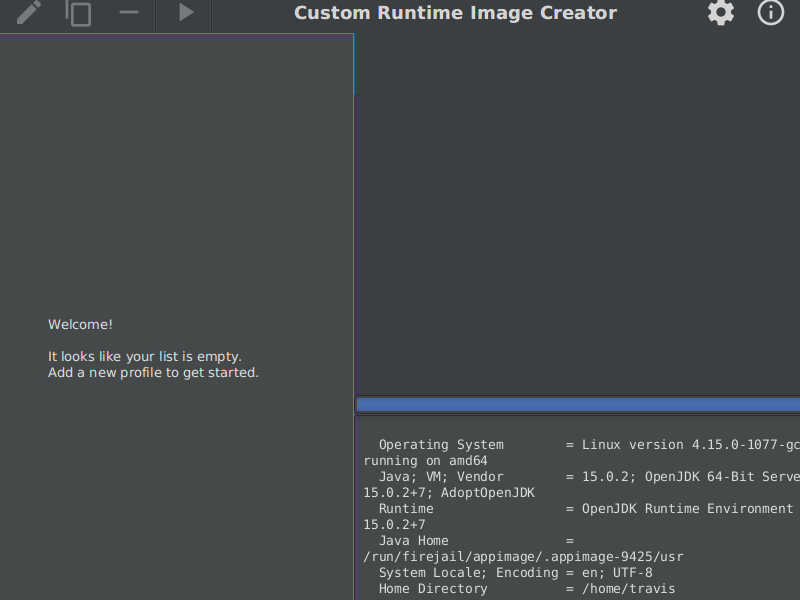 Custom Runtime Image Creator
Welcome!
It looks like your list is empty.
Add a new profile to get started.
Operating System = Linux version 4.15.0-1077-gc
running on amd64
Java; VM; Vendor = 15.0.2; OpenJDK 64-Bit Serve
15.0.2+7; AdoptOpenJDK
Runtime = OpenJDK Runtime Environment
15.0.2+7
Java Home =
/run/firejail/appimage/.appimage-9425/usr
System Locale; Encoding = en; UTF-8
Home Directory = /home/travis